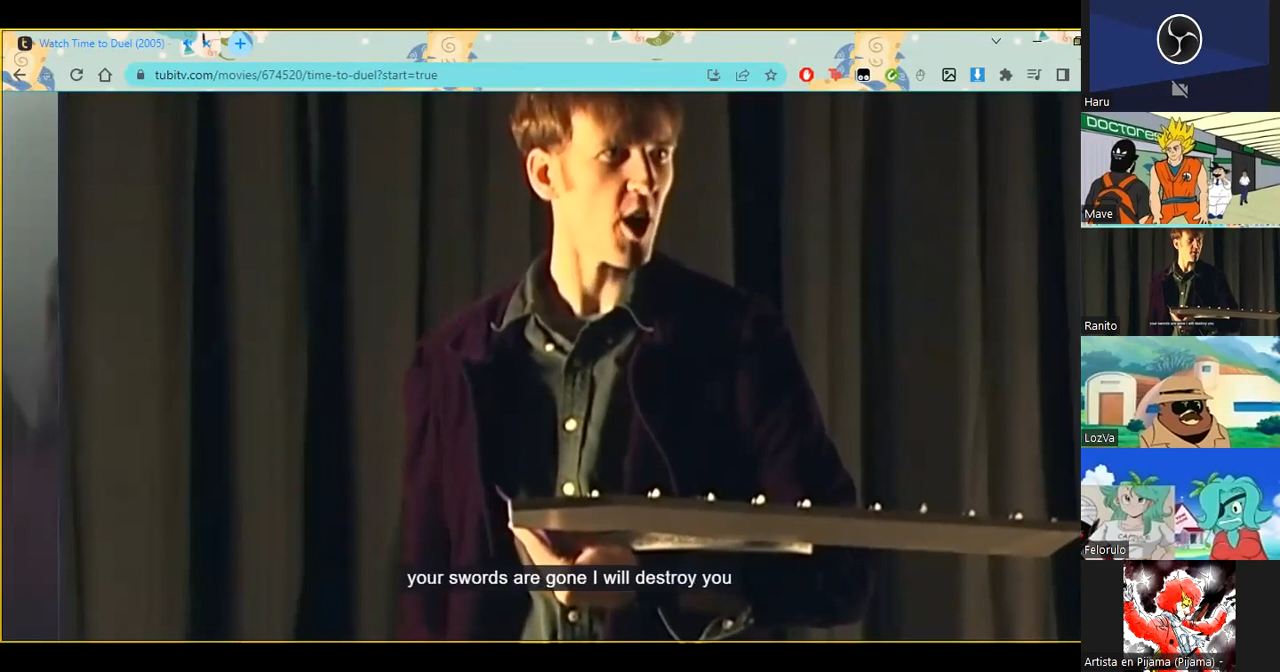 Watch Time to Duel (2005)
tubitv.com/movies/674520/time-to-duel?start=true
your swords are gone I will destroy you
Haru
DOCTORES
Mave
your swords are gone I will destroy you
Ranito
LozVa
Felorulo
Artista en Pijama (Pijama) -